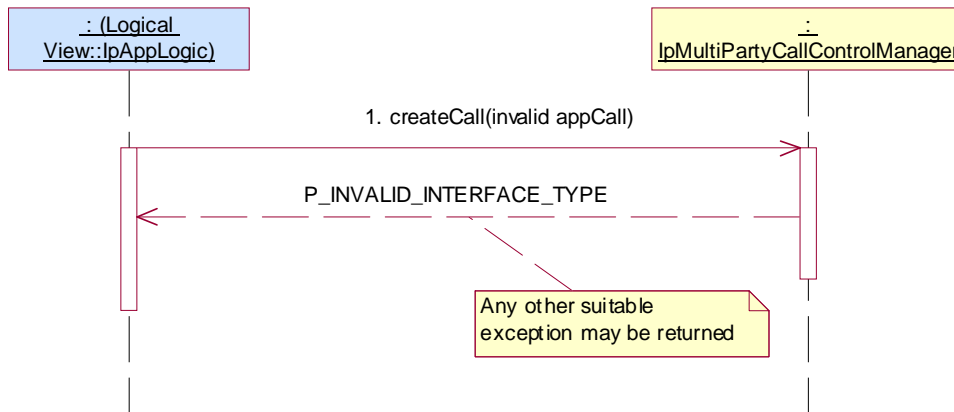 : (Logical
View::IpAppLogic)
:
IpMultiPartyCallControlManager
1. createCall(invalid appCall)
P_INVALID_INTERFACE_TYPE
Any other suitable
exception may be returned